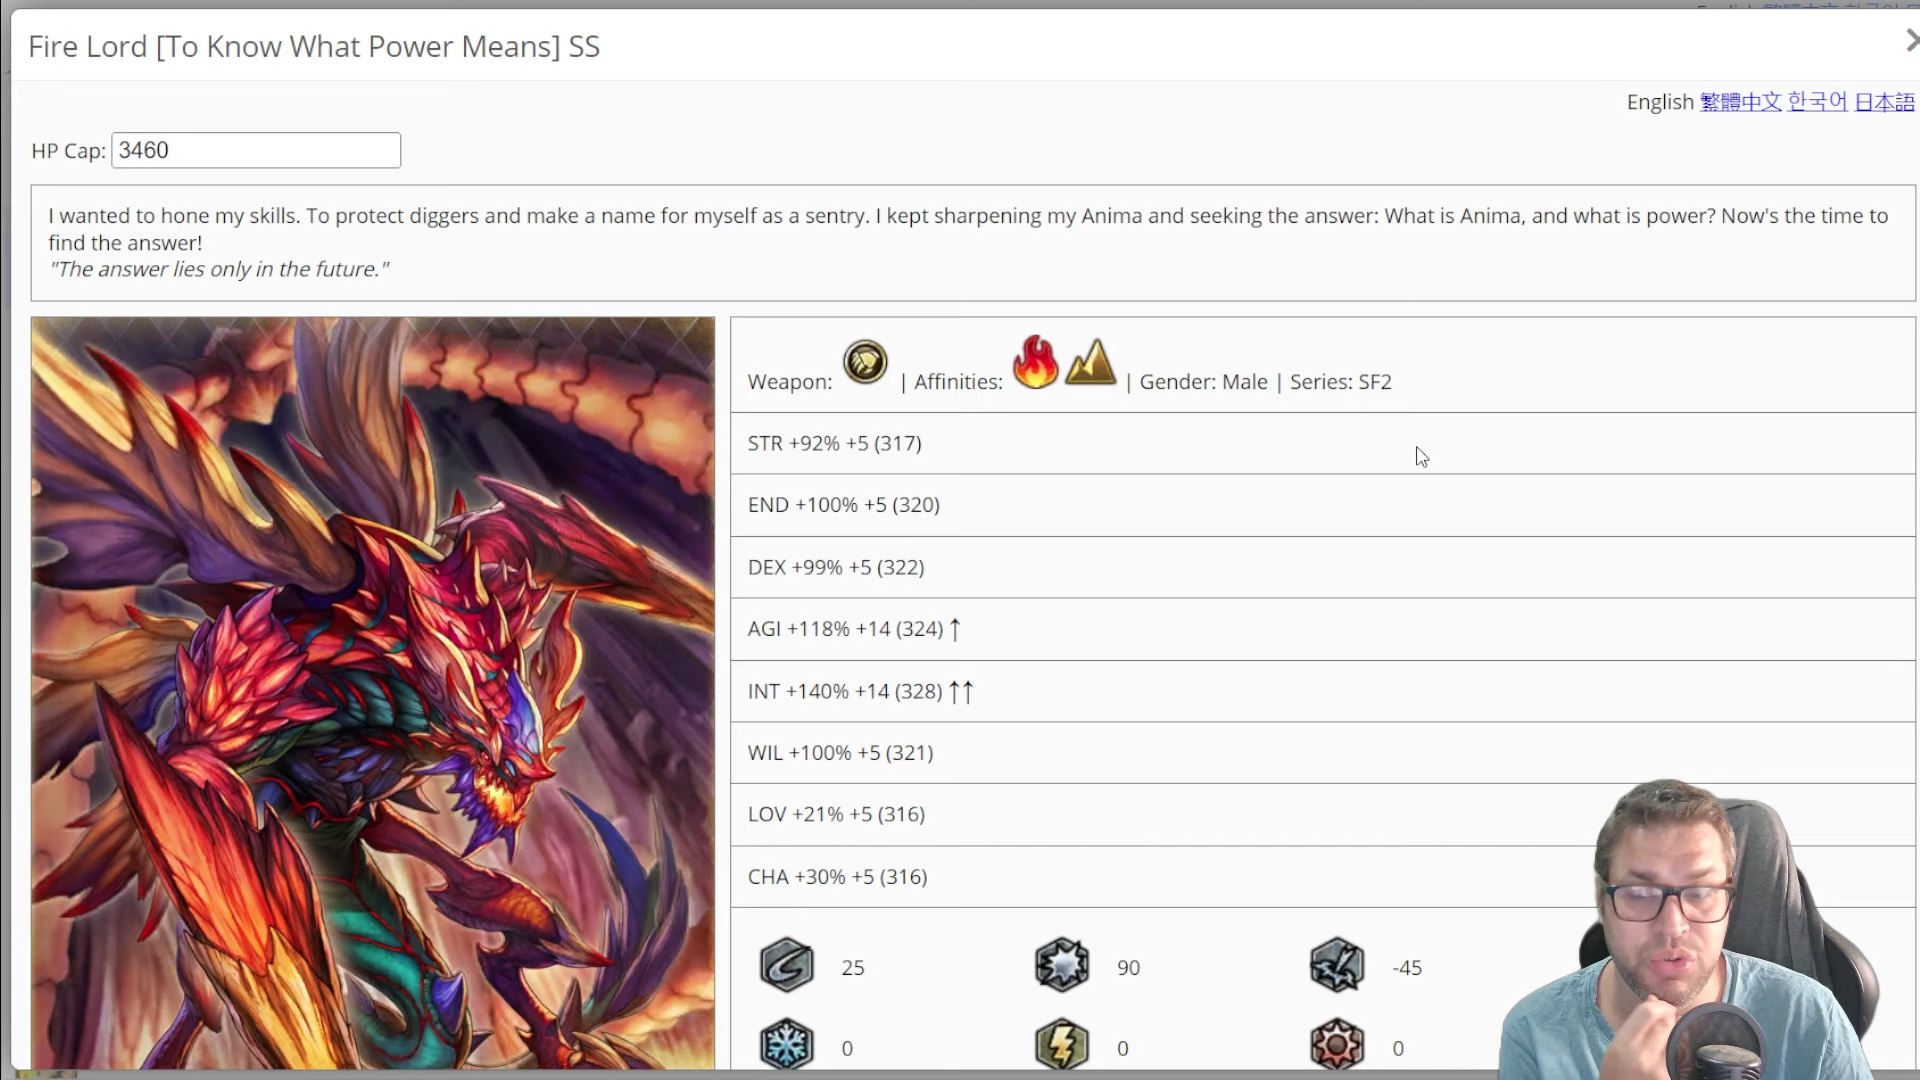 Fire Lord [To Know What Power Means] SS
English 繁體中文 한국어 日本語
HP Cap: 3460
I wanted to hone my skills. To protect diggers and make a name for myself as a sentry. I kept sharpening my Anima and seeking the answer: What is Anima, and what is power? Now's the time to
find the answer!
"The answer lies only in the future."
Weapon: | Affinities: | Gender: Male | Series: SF2
STR +92% +5 (317)
END +100% +5 (320)
DEX +99% +5 (322)
AGI +118% +14 (324) ↑
INT +140% +14 (328) ↑↑
WIL +100% +5 (321)
LOV +21% +5 (316)
CHA +30% +5 (316)
25 90 -45
0 0 0